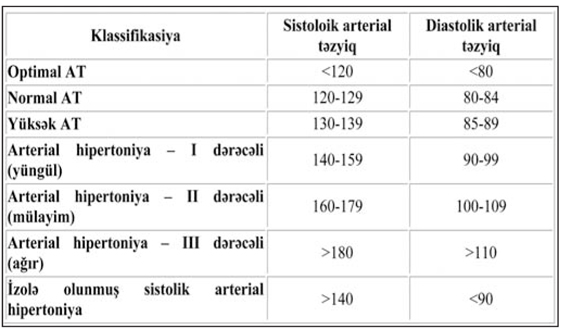 Klassifikasiya Sistoloik arterial təzyiq Diastolik arterial təzyiq
Optimal AT <120 <80
Normal AT 120-129 80-84
Yüksək AT 130-139 85-89
Arterial hipertoniya – I dərəcəli (yüngül) 140-159 90-99
Arterial hipertoniya – II dərəcəli (mülayim) 160-179 100-109
Arterial hipertoniya – III dərəcəli (ağır) >180 >110
İzolə olunmuş sistolik arterial hipertoniya >140 <90